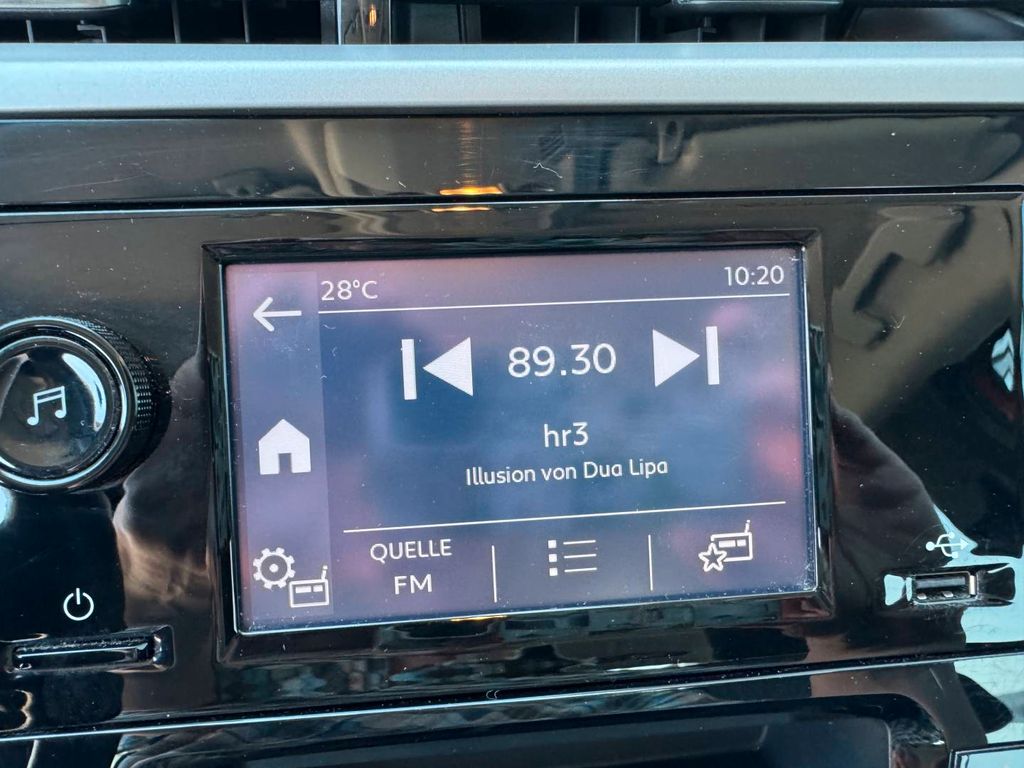 28°C
10:20
89.30
hr3
Illusion von Dua Lipa
QUELLE
FM